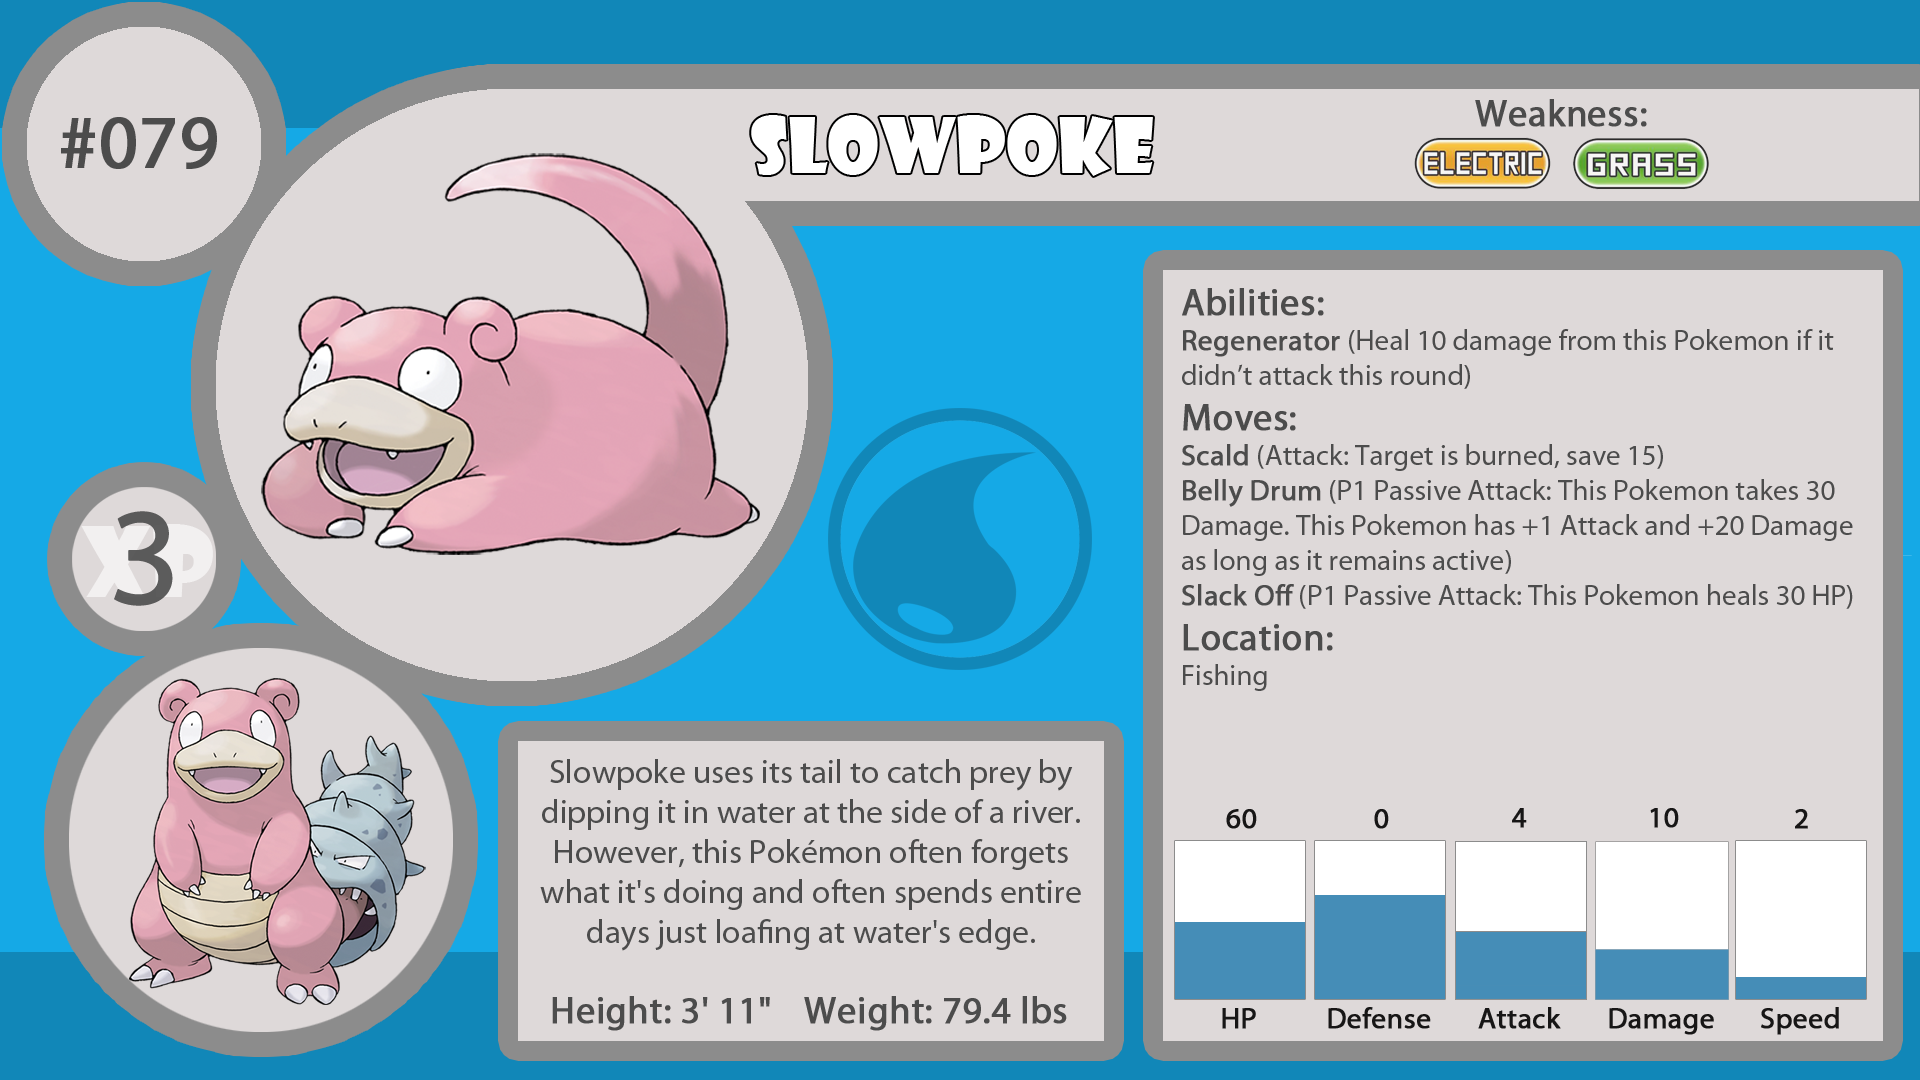 #079
SLOWPOKE
Weakness:
ELECTRIC GRASS
Abilities:
Regenerator (Heal 10 damage from this Pokemon if it
didn't attack this round)
Moves:
Scald (Attack: Target is burned, save 15)
Belly Drum (P1 Passive Attack: This Pokemon takes 30
Damage. This Pokemon has +1 Attack and +20 Damage
as long as it remains active)
Slack Off (P1 Passive Attack: This Pokemon heals 30 HP)
Location:
Fishing
XP
3
Slowpoke uses its tail to catch prey by
dipping it in water at the side of a river.
However, this Pokémon often forgets
what it's doing and often spends entire
days just loafing at water's edge.
Height: 3' 11" Weight: 79.4 lbs
60 0 4 10 2
HP Defense Attack Damage Speed